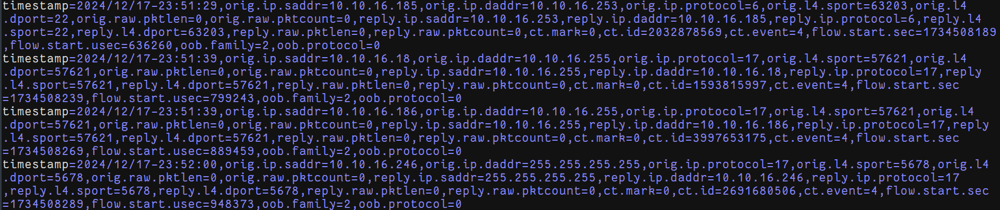 timestamp=2024/12/17-23:51:29,orig.ip.saddr=10.10.16.185,orig.ip.daddr=10.10.16.253,orig.ip.protocol=6,orig.l4.sport=63203,orig.l4
.dport=22,orig.raw.pktlen=0,orig.raw.pktcount=0,reply.ip.saddr=10.10.16.253,reply.ip.daddr=10.10.16.185,reply.ip.protocol=6,reply.l4
.sport=22,reply.l4.dport=63203,reply.raw.pktlen=0,reply.raw.pktcount=0,ct.mark=0,ct.id=2032878569,ct.event=4,flow.start.sec=1734508189
,flow.start.usec=636260,oob.family=2,oob.protocol=0
timestamp=2024/12/17-23:51:39,orig.ip.saddr=10.10.16.18,orig.ip.daddr=10.10.16.255,orig.ip.protocol=17,orig.l4.sport=57621,orig.l4
.dport=57621,orig.raw.pktlen=0,orig.raw.pktcount=0,reply.ip.saddr=10.10.16.255,reply.ip.daddr=10.10.16.18,reply.ip.protocol=17,reply
.l4.sport=57621,reply.l4.dport=57621,reply.raw.pktlen=0,reply.raw.pktcount=0,ct.mark=0,ct.id=1593815997,ct.event=4,flow.start.sec
=1734508239,flow.start.usec=799243,oob.family=2,oob.protocol=0
timestamp=2024/12/17-23:51:39,orig.ip.saddr=10.10.16.186,orig.ip.daddr=10.10.16.255,orig.ip.protocol=17,orig.l4.sport=57621,orig.l4
.dport=57621,orig.raw.pktlen=0,orig.raw.pktcount=0,reply.ip.saddr=10.10.16.255,reply.ip.daddr=10.10.16.186,reply.ip.protocol=17,reply
.l4.sport=57621,reply.l4.dport=57621,reply.raw.pktlen=0,reply.raw.pktcount=0,ct.mark=0,ct.id=3997653175,ct.event=4,flow.start.sec
=1734508269,flow.start.usec=889459,oob.family=2,oob.protocol=0
timestamp=2024/12/17-23:52:00,orig.ip.saddr=10.10.16.246,orig.ip.daddr=255.255.255.255,orig.ip.protocol=17,orig.l4.sport=5678,orig.l4
.dport=5678,orig.raw.pktlen=0,orig.raw.pktcount=0,reply.ip.saddr=255.255.255.255,reply.ip.daddr=10.10.16.246,reply.ip.protocol=17
,reply.l4.sport=5678,reply.l4.dport=5678,reply.raw.pktlen=0,reply.raw.pktcount=0,ct.mark=0,ct.id=2691680506,ct.event=4,flow.start.sec
=1734508289,flow.start.usec=948373,oob.family=2,oob.protocol=0